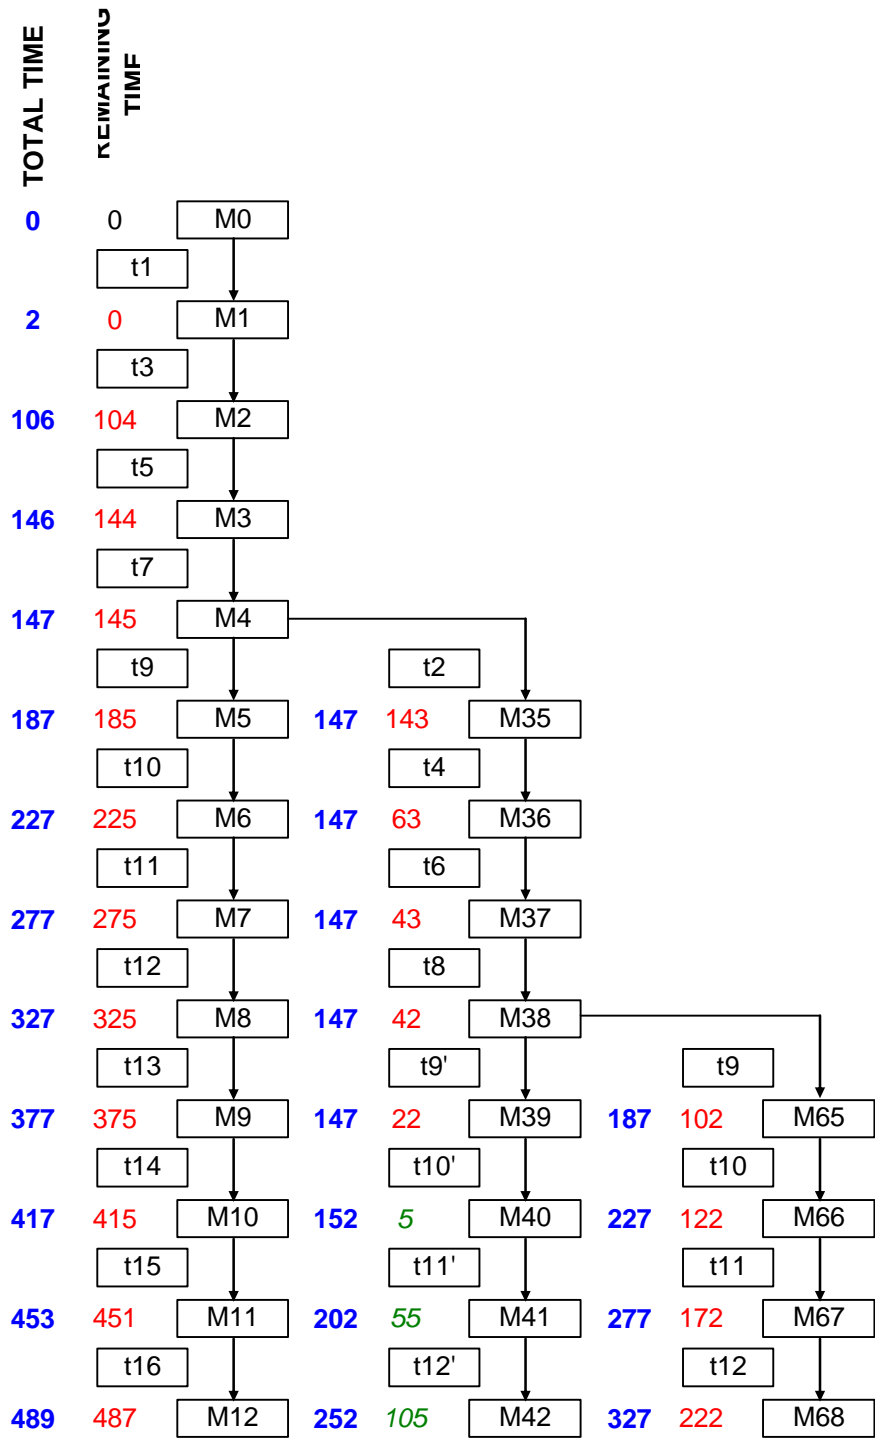 TOTAL TIME
REMAINING
TIME
0 0 M0
t1
2 0 M1
t3
106 104 M2
t5
146 144 M3
t7
147 145 M4
t9 t2
187 185 M5 147 143 M35
t10 t4
227 225 M6 147 63 M36
t11 t6
277 275 M7 147 43 M37
t12 t8
327 325 M8 147 42 M38
t13 t9' t9
377 375 M9 147 22 M39 187 102 M65
t14 t10' t10
417 415 M10 152 5 M40 227 122 M66
t15 t11' t11
453 451 M11 202 55 M41 277 172 M67
t16 t12' t12
489 487 M12 252 105 M42 327 222 M68